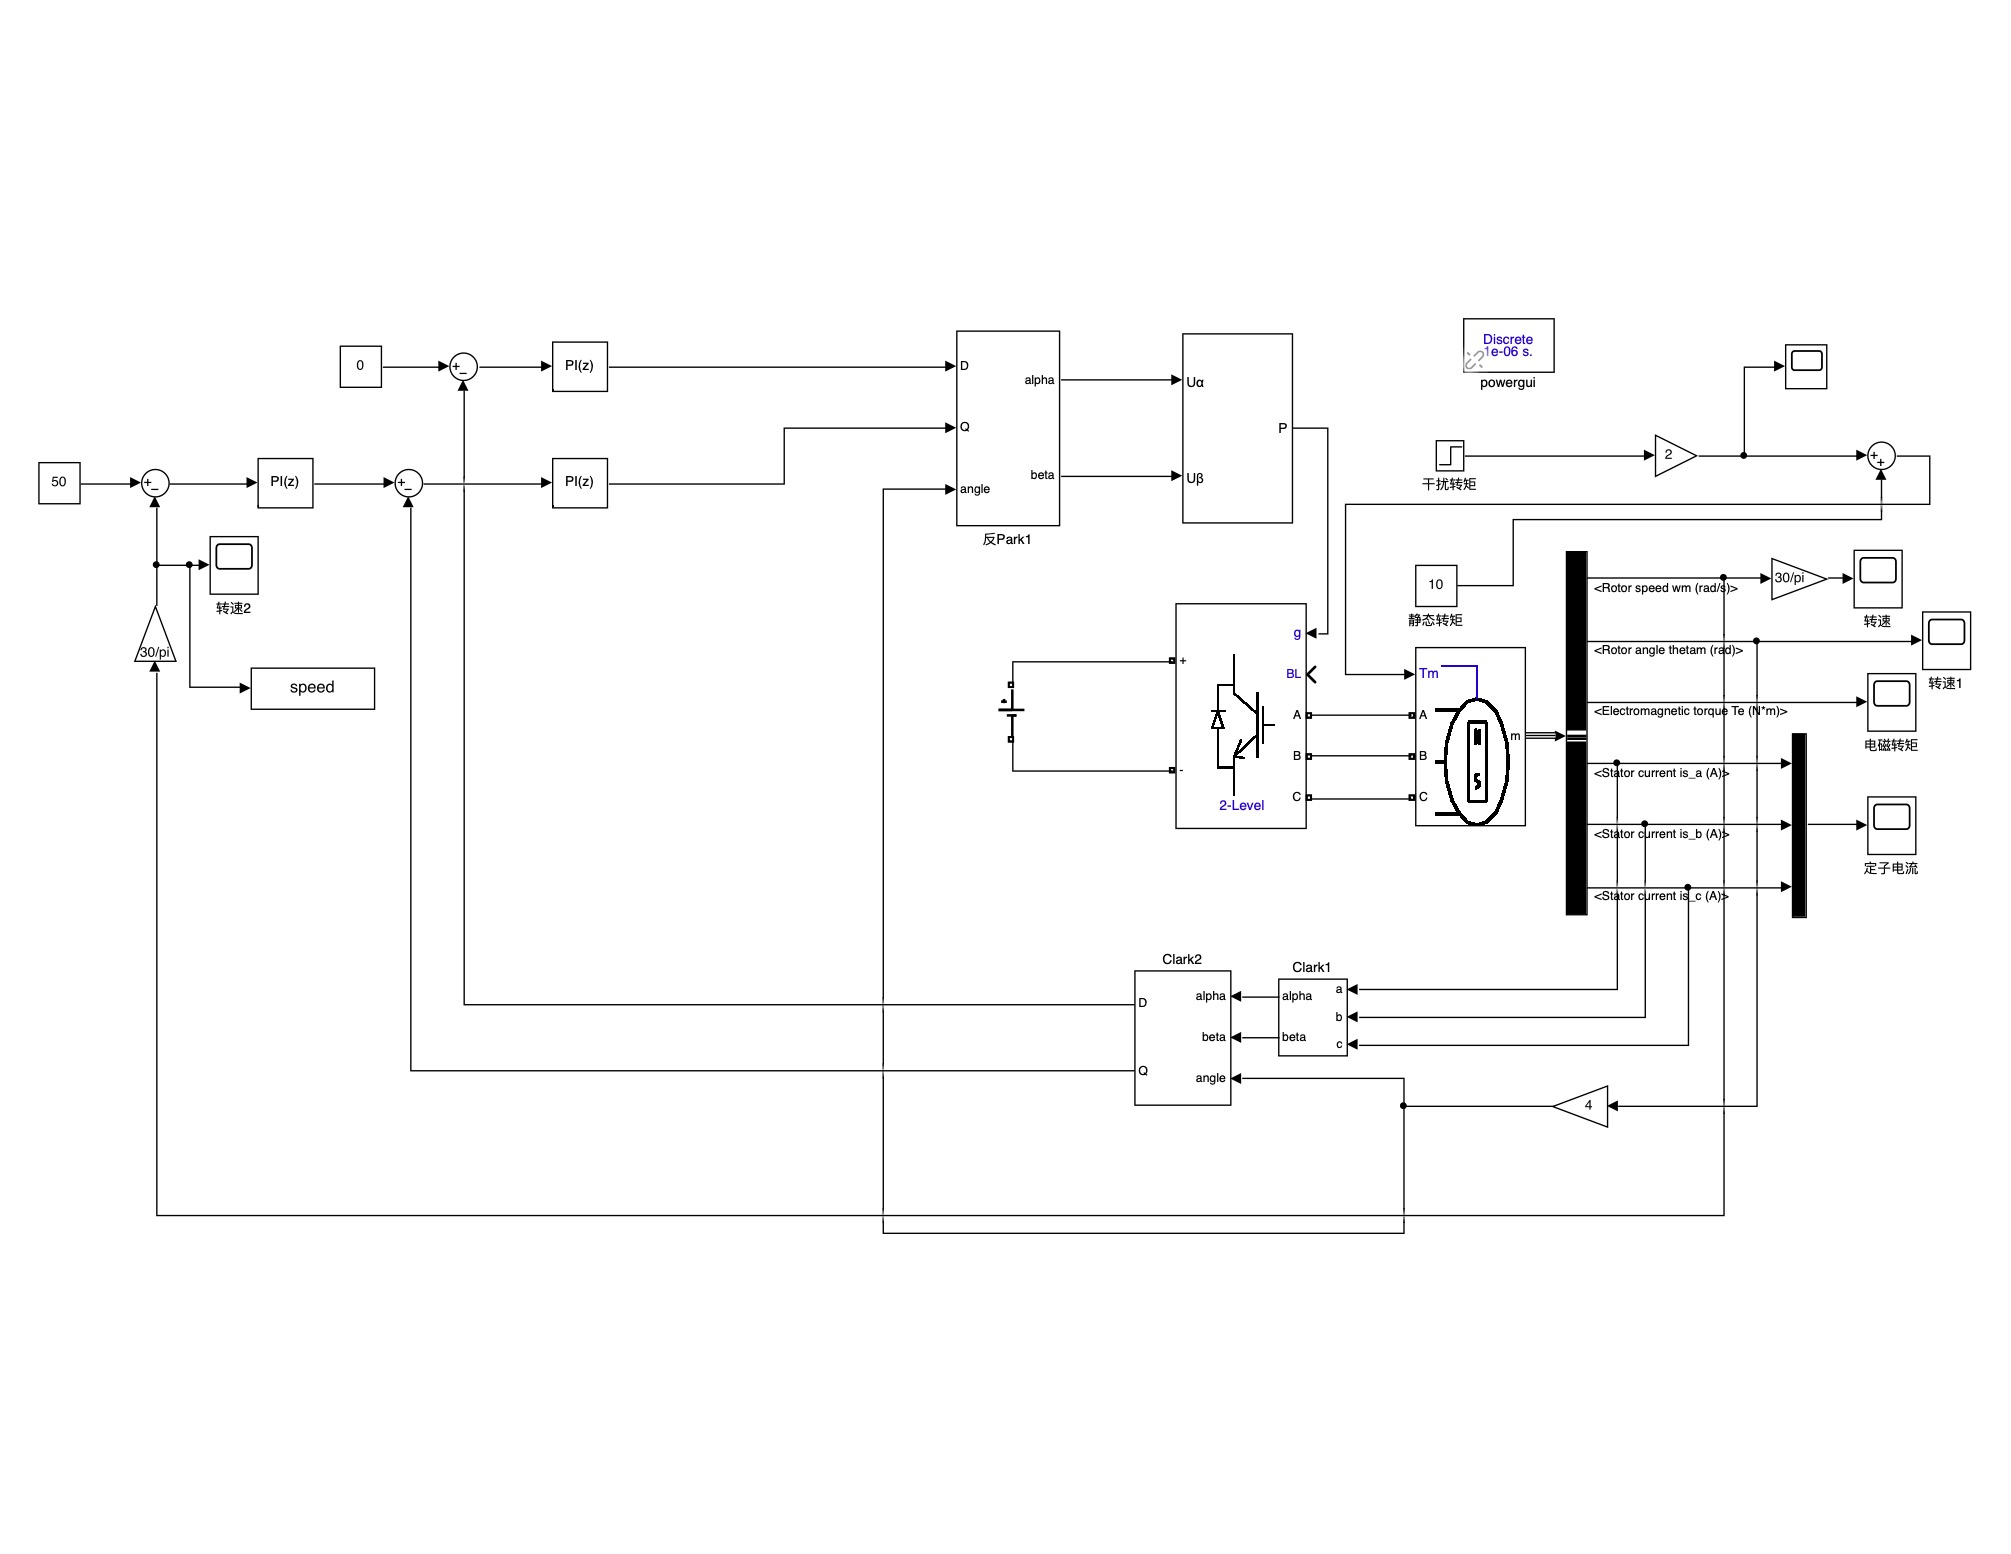 Discrete
1e-06 s.
powergui
0
PI(z)
D
alpha
Uα
Q
P
2
50
PI(z)
PI(z)
beta
Uβ
angle
干扰转矩
反Park1
转速2
10
静态转矩
30/pi
<Rotor speed wm (rad/s)>
转速
30/pi
speed
g
<Rotor angle thetam (rad)>
转速1
+
BL
Tm
A
A
<Electromagnetic torque Te (N*m)>
电磁转矩
m
B
B
-
<Stator current is_a (A)>
C
C
2-Level
N
S
<Stator current is_b (A)>
定子电流
<Stator current is_c (A)>
Clark2
Clark1
D
alpha
alpha
a
b
beta
beta
c
Q
angle
4